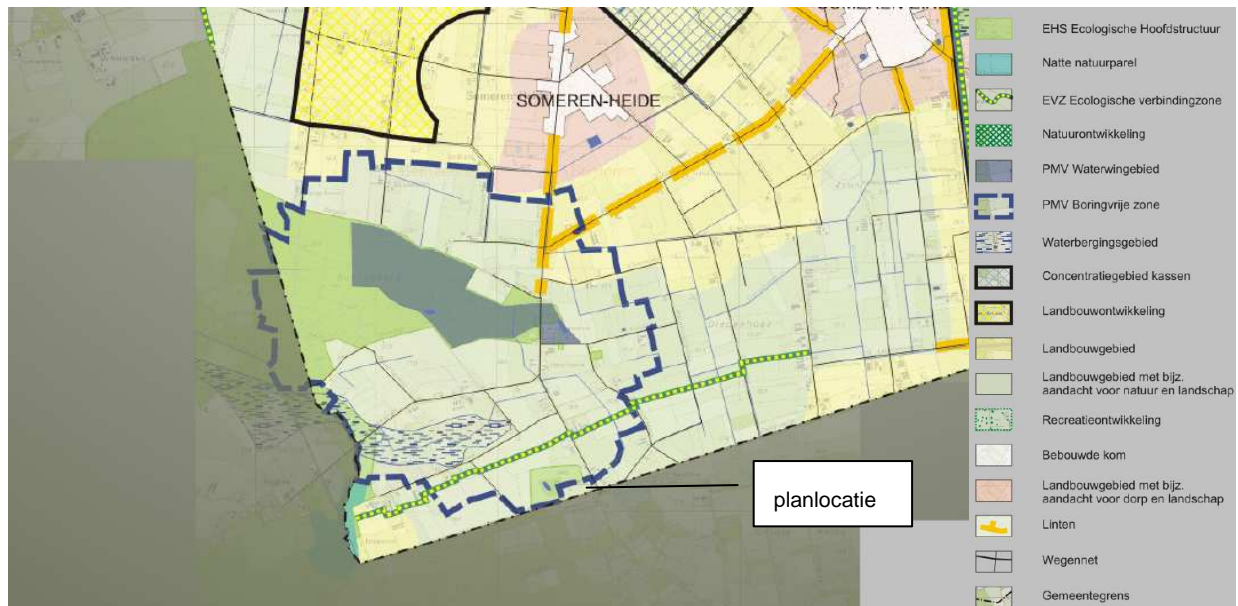 SOMEREN-HEIDE
planlocatie
EHS Ecologische Hoofdstructuur
Natte natuurparel
EVZ Ecologische verbindingzone
Natuurontwikkeling
PMV Waterwingebied
PMV Boringvrije zone
Waterbergingsgebied
Concentratiegebied kassen
Landbouwontwikkeling
Landbouwgebied
Landbouwgebied met bijz.
aandacht voor natuur en landschap
Recreatieontwikkeling
Bebouwde kom
Landbouwgebied met bijz.
aandacht voor dorp en landschap
Linten
Wegennet
Gemeentegrens